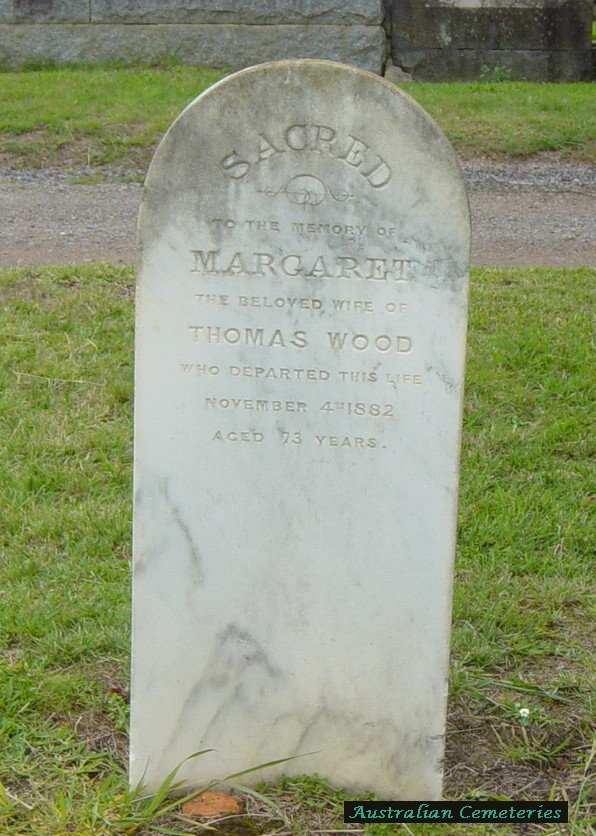 SACRED
TO THE MEMORY OF
MARGARET
THE BELOVED WIFE OF
THOMAS WOOD
WHO DEPARTED THIS LIFE
NOVEMBER 4TH 1882
AGED 73 YEARS.
Australian Cemeteries